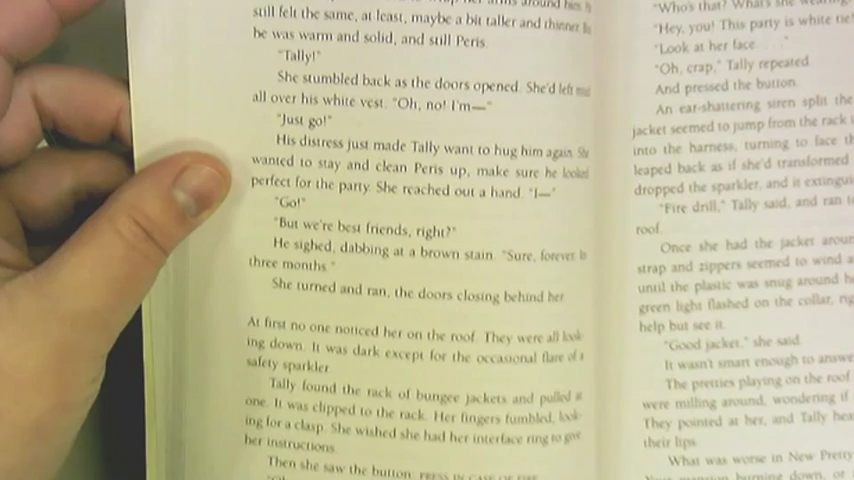 her arms around him
still felt the same, at least, maybe a bit taller and thinner. But
he was warm and solid, and still Peris.
"Tally!"
She stumbled back as the doors opened. She'd left mud
all over his white vest. "Oh, no! I'm—"
"Just go!"
His distress just made Tally want to hug him again. She
wanted to stay and clean Peris up, make sure he looked
perfect for the party. She reached out a hand. "I—"
"Go!"
"But we're best friends, right?"
He sighed, dabbing at a brown stain. "Sure, forever. In
three months."
She turned and ran, the doors closing behind her.
At first no one noticed her on the roof. They were all look-
ing down. It was dark except for the occasional flare of a
safety sparkler.
Tally found the rack of bungee jackets and pulled at
one. It was clipped to the rack. Her fingers fumbled, look-
ing for a clasp. She wished she had her interface ring to give
her instructions.
Then she saw the button: PRESS IN CASE OF FIRE.
"Who's that? What's she wearing
"Hey, you! This party is white tie!
"Look at her face . . ."
"Oh, crap," Tally repeated.
And pressed the button.
An ear-shattering siren split the
jacket seemed to jump from the rack
into the harness, turning to face th
leaped back as if she'd transformed
dropped the sparkler, and it extingui
"Fire drill," Tally said, and ran to
roof.
Once she had the jacket aroun
strap and zippers seemed to wind a
until the plastic was snug around he
green light flashed on the collar, rig
help but see it.
"Good jacket," she said.
It wasn't smart enough to answe
The pretties playing on the roof
were milling around, wondering if
They pointed at her, and Tally hea
their lips.
What was worse in New Pretty
mansion burning down, or